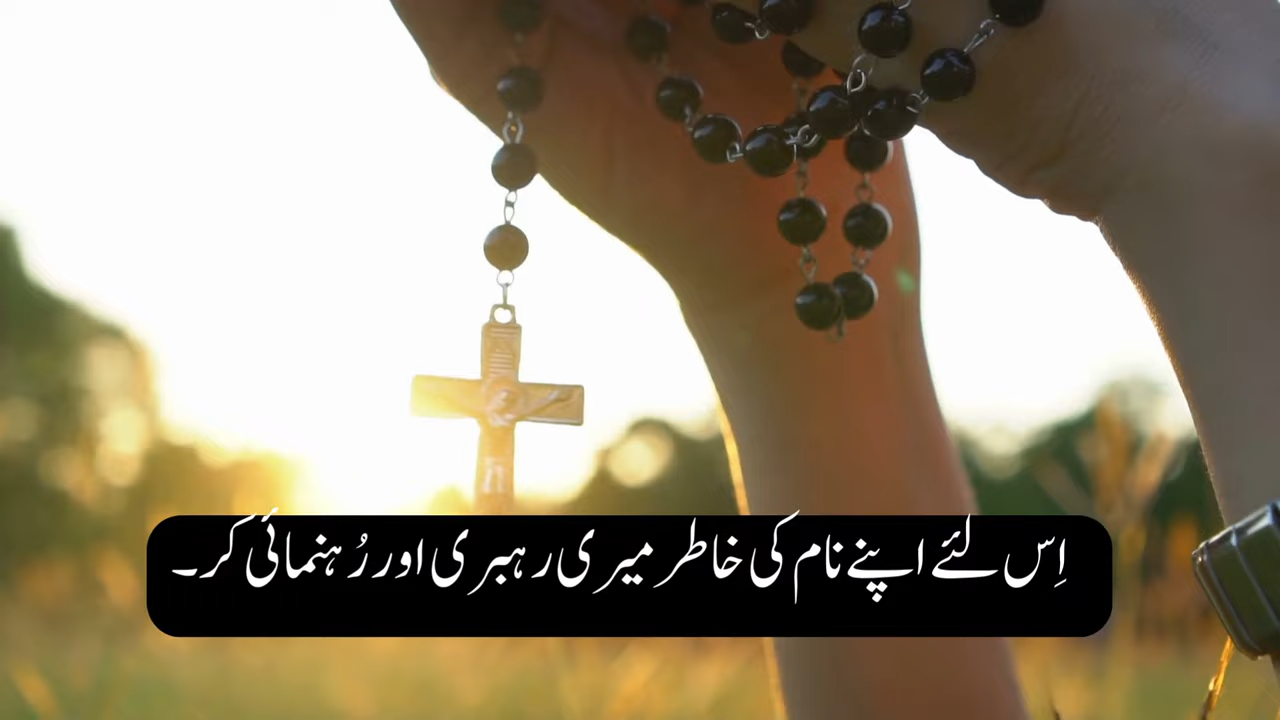 اِس لئے اپنے نام کی خاطر میری رہبری اور رُہنمائی کر۔